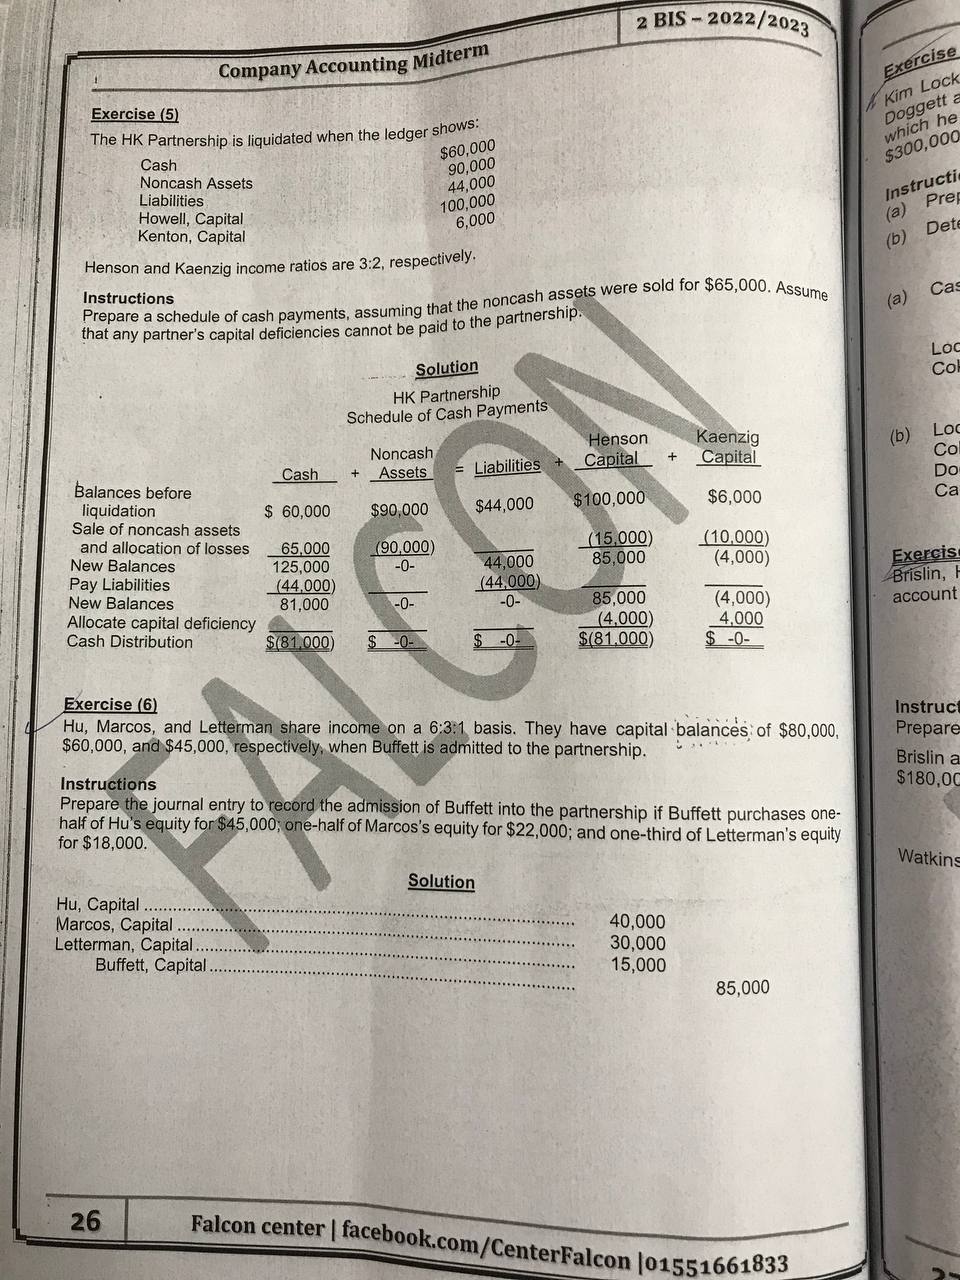 2 BIS – 2022/2023
Company Accounting Midterm
Exercise (5)
The HK Partnership is liquidated when the ledger shows:
Cash $60,000
Noncash Assets 90,000
Liabilities 44,000
Howell, Capital 100,000
Kenton, Capital 6,000
Henson and Kaenzig income ratios are 3:2, respectively.
Instructions
Prepare a schedule of cash payments, assuming that the noncash assets were sold for $65,000. Assume
that any partner's capital deficiencies cannot be paid to the partnership.
Solution
HK Partnership
Schedule of Cash Payments
Cash + Noncash Assets = Liabilities + Henson Capital + Kaenzig Capital
Balances before
liquidation $ 60,000 $90,000 $44,000 $100,000 $6,000
Sale of noncash assets
and allocation of losses 65,000 (90,000) (15,000) (10,000)
New Balances 125,000 -0- 44,000 85,000 (4,000)
Pay Liabilities (44,000) (44,000)
New Balances 81,000 -0- -0- 85,000 (4,000)
Allocate capital deficiency (4,000) 4,000
Cash Distribution $(81,000) $ -0- $ -0- $(81,000) $ -0-
Exercise (6)
Hu, Marcos, and Letterman share income on a 6:3:1 basis. They have capital balances of $80,000,
$60,000, and $45,000, respectively, when Buffett is admitted to the partnership.
Instructions
Prepare the journal entry to record the admission of Buffett into the partnership if Buffett purchases one-
half of Hu's equity for $45,000; one-half of Marcos's equity for $22,000; and one-third of Letterman's equity
for $18,000.
Solution
Hu, Capital 40,000
Marcos, Capital 30,000
Letterman, Capital 15,000
Buffett, Capital 85,000
FALCON
26
Falcon center | facebook.com/CenterFalcon |01551661833
Exercise
Kim Lock
Doggett a
which he
$300,000
Instructi
(a) Prep
(b) Dete
(a) Cas
Loc
Col
(b) Loc
Col
Do
Ca
Exercis
Brislin, H
account
Instruct
Prepare
Brislin a
$180,00
Watkins